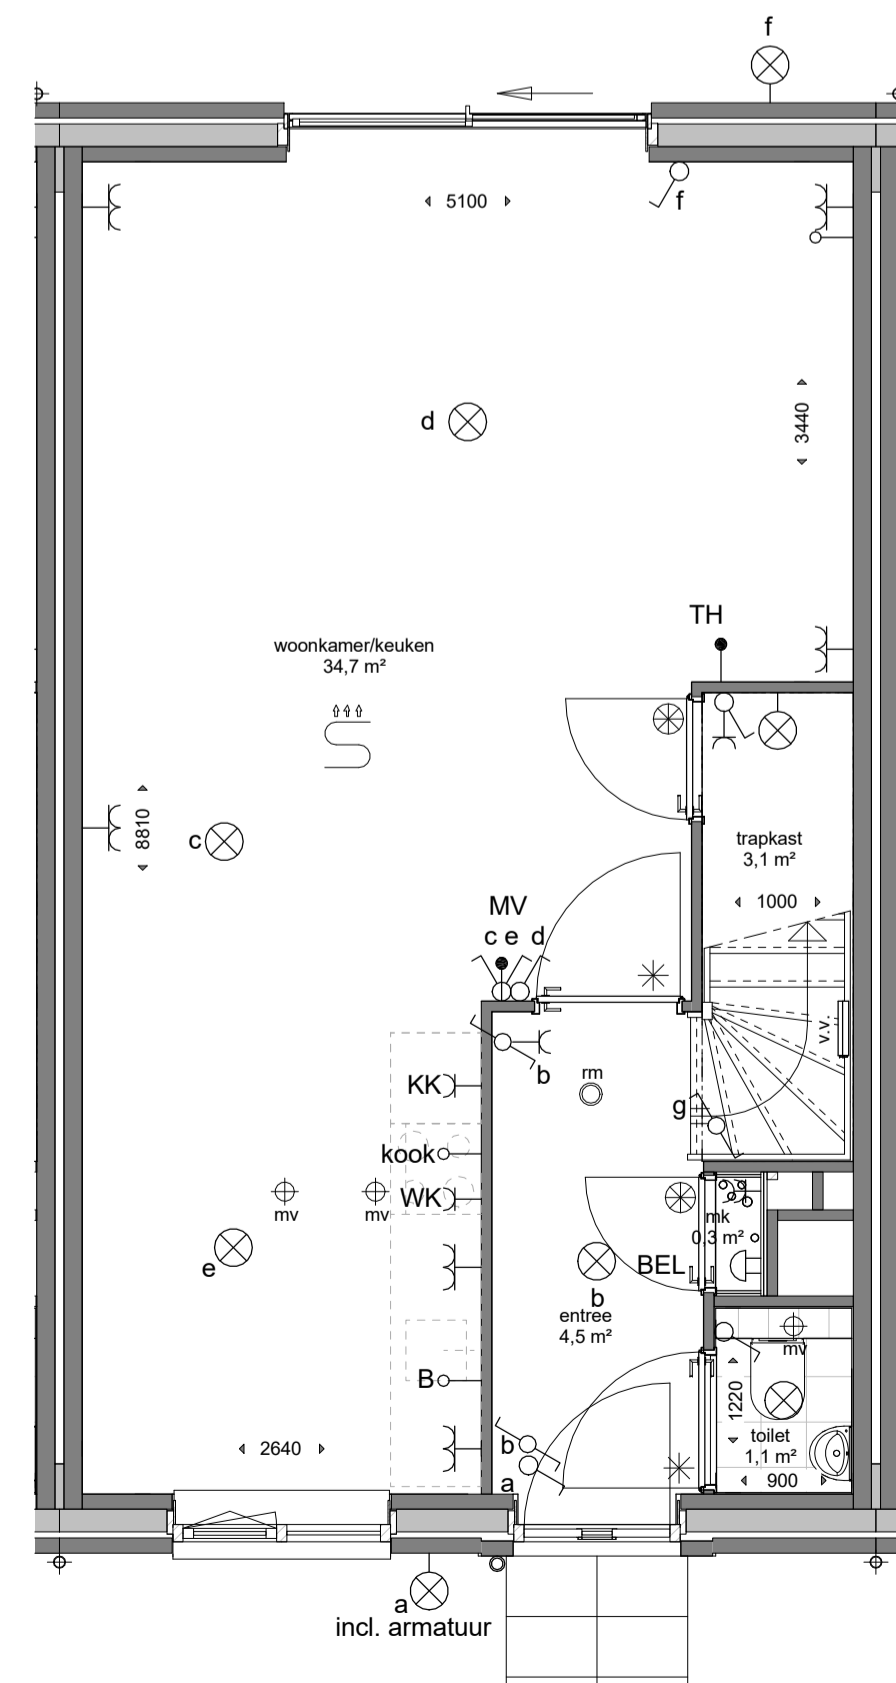 f
5100
f
d
3440
TH
woonkamer/keuken
34,7 m²
8810
c
trapkast
3,1 m²
1000
MV
c e d
v.v.
b
rm
KK
g
kook
WK
mv
mv
mk
0,3 m²
e
BEL
b
entree
4,5 m²
mv
B
1220
toilet
1,1 m²
900
2640
b
a
a
incl. armatuur